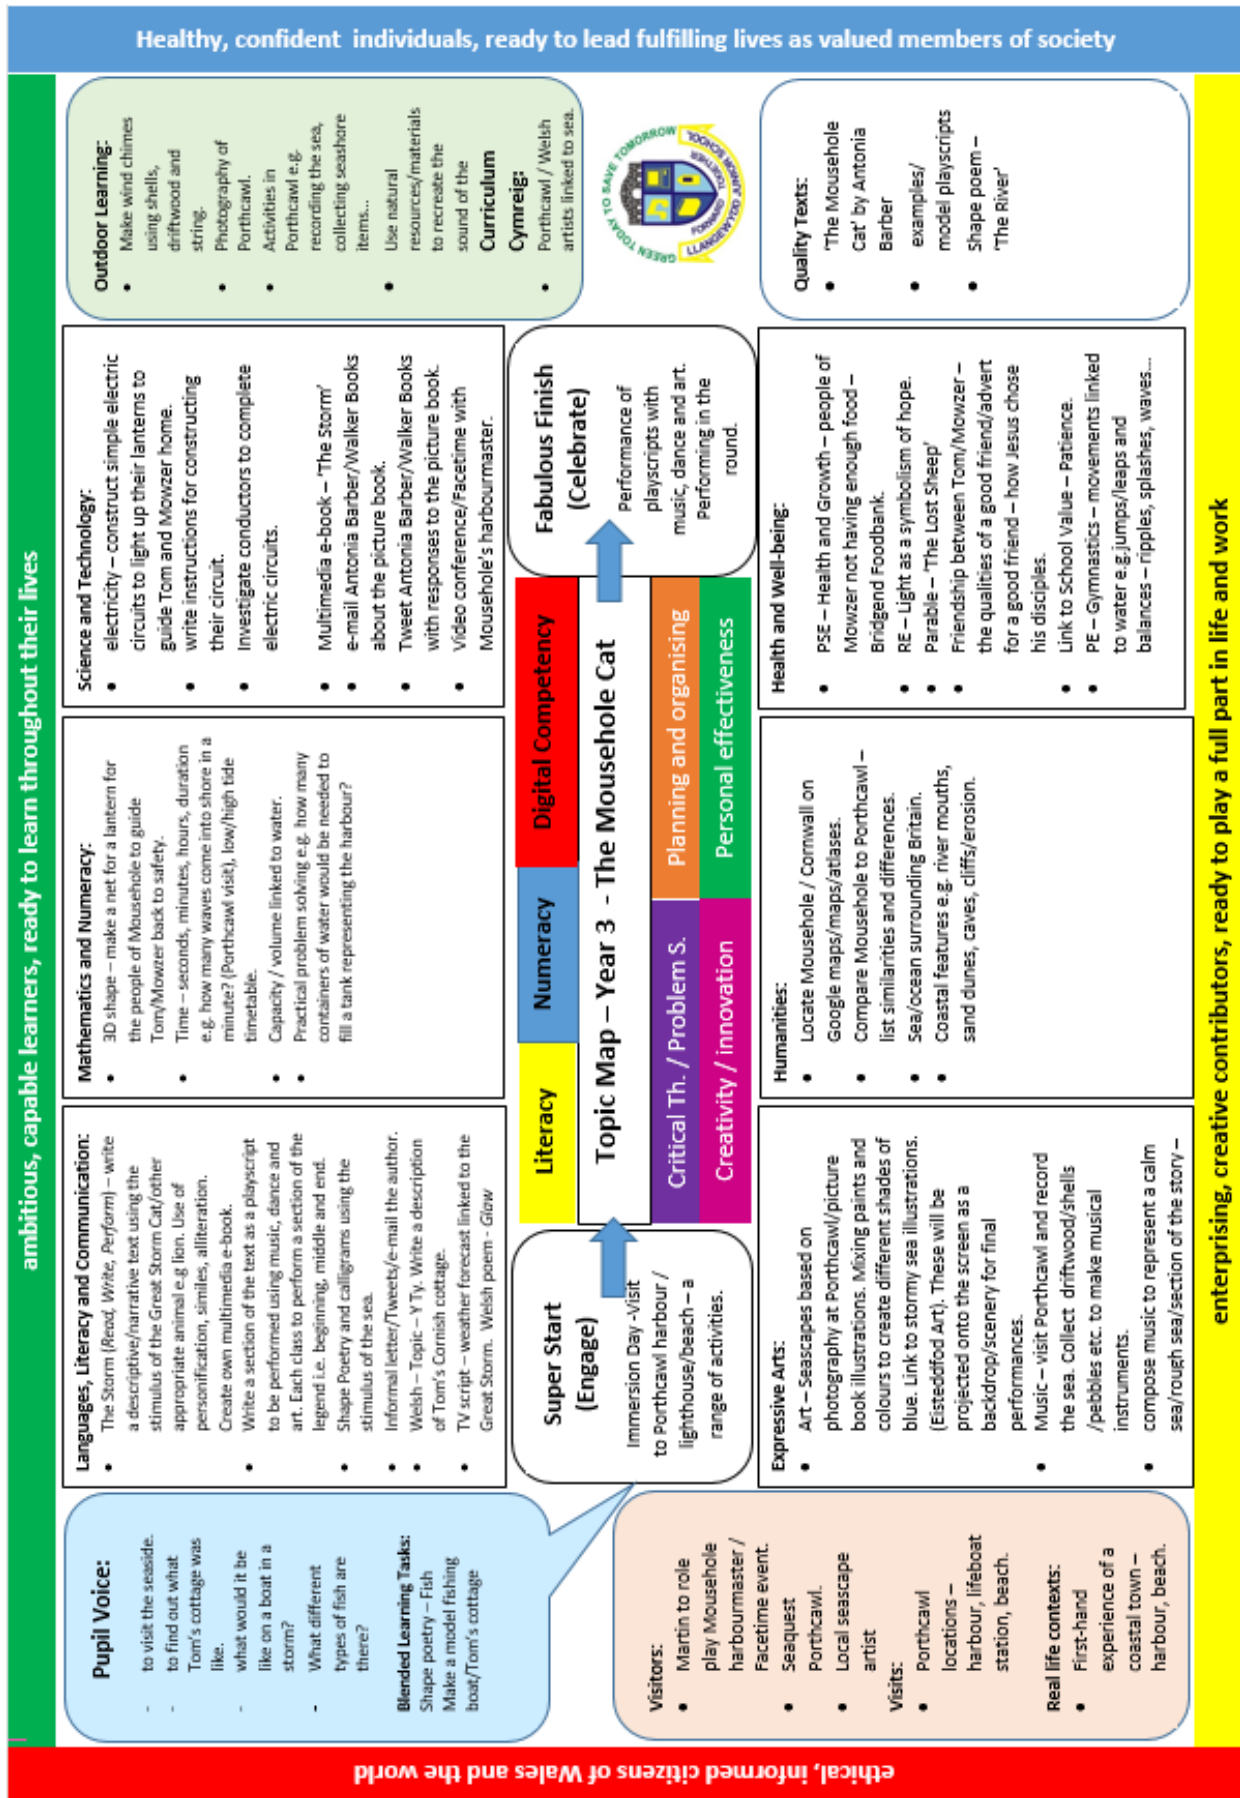 ambitious, capable learners, ready to learn throughout their lives
Healthy, confident individuals, ready to lead fulfilling lives as valued members of society
ethical, informed citizens of Wales and the world
enterprising, creative contributors, ready to play a full part in life and work
Pupil Voice:
- to visit the seaside.
- to find out what
Tom's cottage was
like.
- what would it be
like on a boat in a
storm?
- What different
types of fish are
there?
Blended Learning Tasks:
Shape poetry – Fish
Make a model fishing
boat/Tom's cottage
Languages, Literacy and Communication:
• The Storm (Read, Write, Perform) – write
a descriptive/narrative text using the
stimulus of the Great Storm Cat/other
appropriate animal e.g lion. Use of
personification, similes, alliteration.
Create own multimedia e-book.
• Write a section of the text as a playscript
to be performed using music, dance and
art. Each class to perform a section of the
legend i.e. beginning, middle and end.
• Shape Poetry and calligrams using the
stimulus of the sea.
• Informal letter/Tweets/e-mail the author.
• Welsh – Topic – Y Ty. Write a description
of Tom's Cornish cottage.
• TV script – weather forecast linked to the
Great Storm. Welsh poem - Glaw
Mathematics and Numeracy:
• 3D shape – make a net for a lantern for
the people of Mousehole to guide
Tom/Mowzer back to safety.
• Time – seconds, minutes, hours, duration
e.g. how many waves come into shore in a
minute? (Porthcawl visit), low/high tide
timetable.
• Capacity / volume linked to water.
• Practical problem solving e.g. how many
containers of water would be needed to
fill a tank representing the harbour?
Science and Technology:
• electricity – construct simple electric
circuits to light up their lanterns to
guide Tom and Mowzer home.
• write instructions for constructing
their circuit.
• Investigate conductors to complete
electric circuits.
• Multimedia e-book – 'The Storm'
• e-mail Antonia Barber/Walker Books
about the picture book.
• Tweet Antonia Barber/Walker Books
with responses to the picture book.
• Video conference/Facetime with
Mousehole's harbourmaster.
Outdoor Learning:
• Make wind chimes
using shells,
driftwood and
string.
• Photography of
Porthcawl.
• Activities in
Porthcawl e.g.
recording the sea,
collecting seashore
items...
• Use natural
resources/materials
to recreate the
sound of the
Curriculum
Cymreig:
• Porthcawl / Welsh
artists linked to sea.
Super Start
(Engage)
Immersion Day -Visit
to Porthcawl harbour /
lighthouse/beach – a
range of activities.
Literacy
Numeracy
Digital Competency
Topic Map – Year 3 - The Mousehole Cat
Critical Th. / Problem S.
Planning and organising
Creativity / innovation
Personal effectiveness
Fabulous Finish
(Celebrate)
Performance of
playscripts with
music, dance and art.
Performing in the
round.
GREEN TODAY TO SAVE TOMORROW
FORWARD TOGETHER
LLANGEWYDD JUNIOR SCHOOL
Visitors:
• Martin to role
play Mousehole
harbourmaster /
Facetime event.
• Seaquest
Porthcawl.
• Local seascape
artist
Visits:
• Porthcawl
locations –
harbour, lifeboat
station, beach.
Real life contexts:
• First-hand
experience of a
coastal town –
harbour, beach.
Expressive Arts:
• Art – Seascapes based on
photography at Porthcawl/picture
book illustrations. Mixing paints and
colours to create different shades of
blue. Link to stormy sea illustrations.
(Eisteddfod Art). These will be
projected onto the screen as a
backdrop/scenery for final
performances.
• Music – visit Porthcawl and record
the sea. Collect driftwood/shells
/pebbles etc. to make musical
instruments.
• compose music to represent a calm
sea/rough sea/section of the story –
Humanities:
• Locate Mousehole / Cornwall on
Google maps/maps/atlases.
• Compare Mousehole to Porthcawl –
list similarities and differences.
• Sea/ocean surrounding Britain.
• Coastal features e.g. river mouths,
sand dunes, caves, cliffs/erosion.
Health and Well-being:
• PSE – Health and Growth – people of
Mowzer not having enough food –
Bridgend Foodbank.
• RE – Light as a symbolism of hope.
• Parable – 'The Lost Sheep'
• Friendship between Tom/Mowzer –
the qualities of a good friend/advert
for a good friend – how Jesus chose
his disciples.
• Link to School Value – Patience.
• PE – Gymnastics – movements linked
to water e.g.jumps/leaps and
balances – ripples, splashes, waves...
Quality Texts:
• 'The Mousehole
Cat' by Antonia
Barber
• examples/
model playscripts
• Shape poem –
'The River'